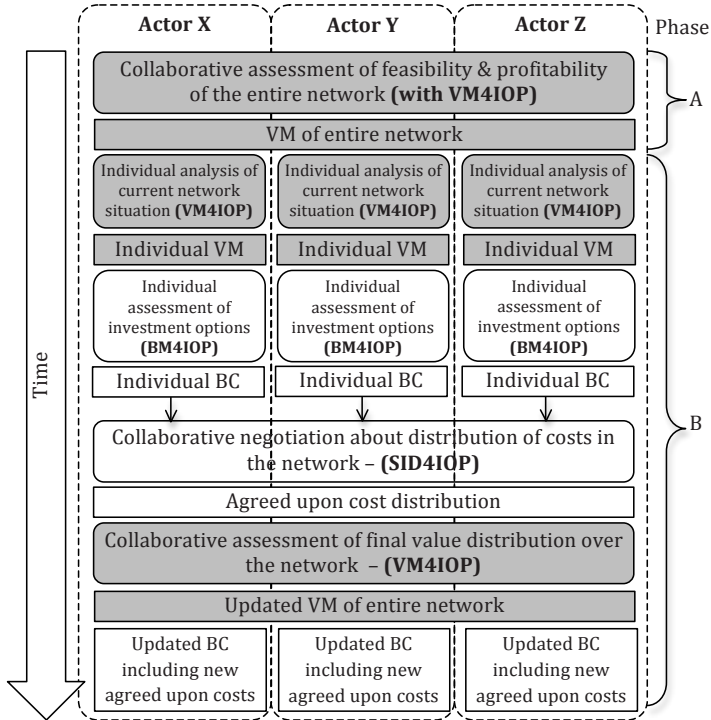 Actor X
Actor Y
Actor Z
Phase
Collaborative assessment of feasibility & profitability
of the entire network (with VM4IOP)
A
VM of entire network
Individual analysis of
current network
situation (VM4IOP)
Individual analysis of
current network
situation (VM4IOP)
Individual analysis of
current network
situation (VM4IOP)
Individual VM
Individual VM
Individual VM
Individual
assessment of
investment options
(BM4IOP)
Individual
assessment of
investment options
(BM4IOP)
Individual
assessment of
investment options
(BM4IOP)
Time
Individual BC
Individual BC
Individual BC
B
Collaborative negotiation about distribution of costs in
the network – (SID4IOP)
Agreed upon cost distribution
Collaborative assessment of final value distribution over
the network – (VM4IOP)
Updated VM of entire network
Updated BC
including new
agreed upon costs
Updated BC
including new
agreed upon costs
Updated BC
including new
agreed upon costs